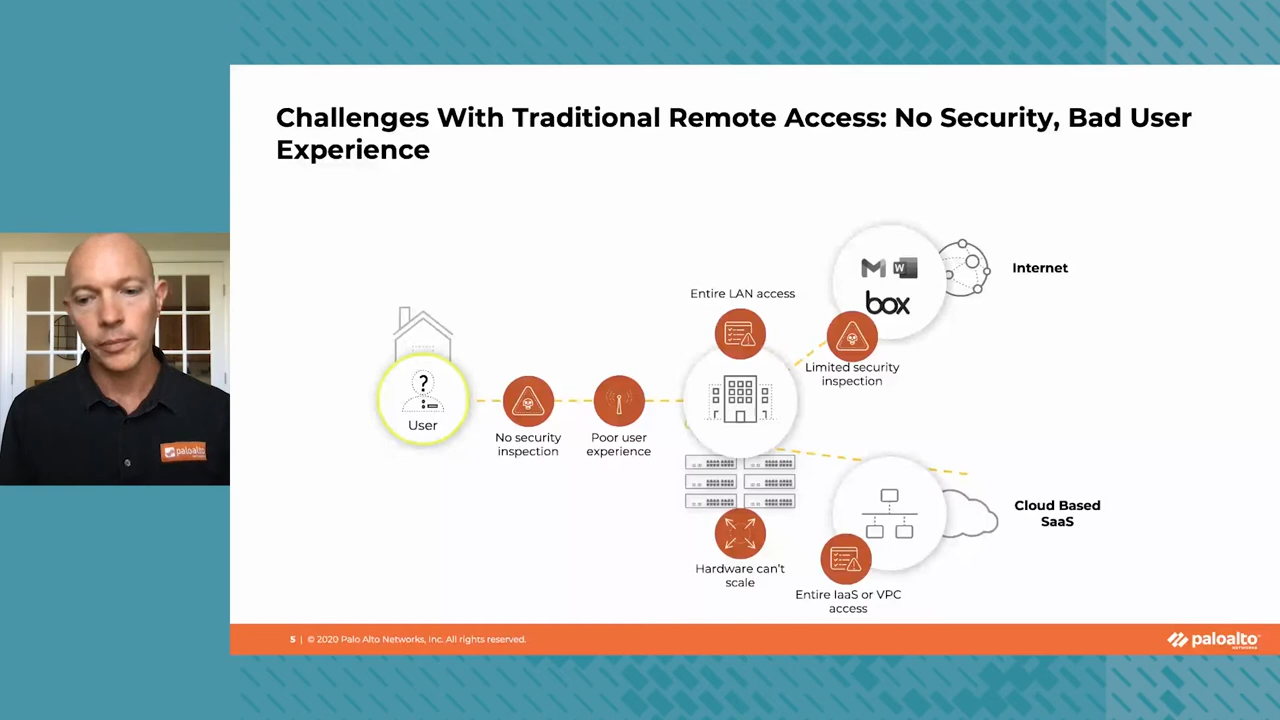 Challenges With Traditional Remote Access: No Security, Bad User
Experience
Internet
M W
box
Entire LAN access
Limited security
inspection
?
User
No security
inspection
Poor user
experience
Hardware can't
scale
Cloud Based
SaaS
Entire IaaS or VPC
access
paloalto
5 | © 2020 Palo Alto Networks, Inc. All rights reserved.
paloalto
NETWORKS